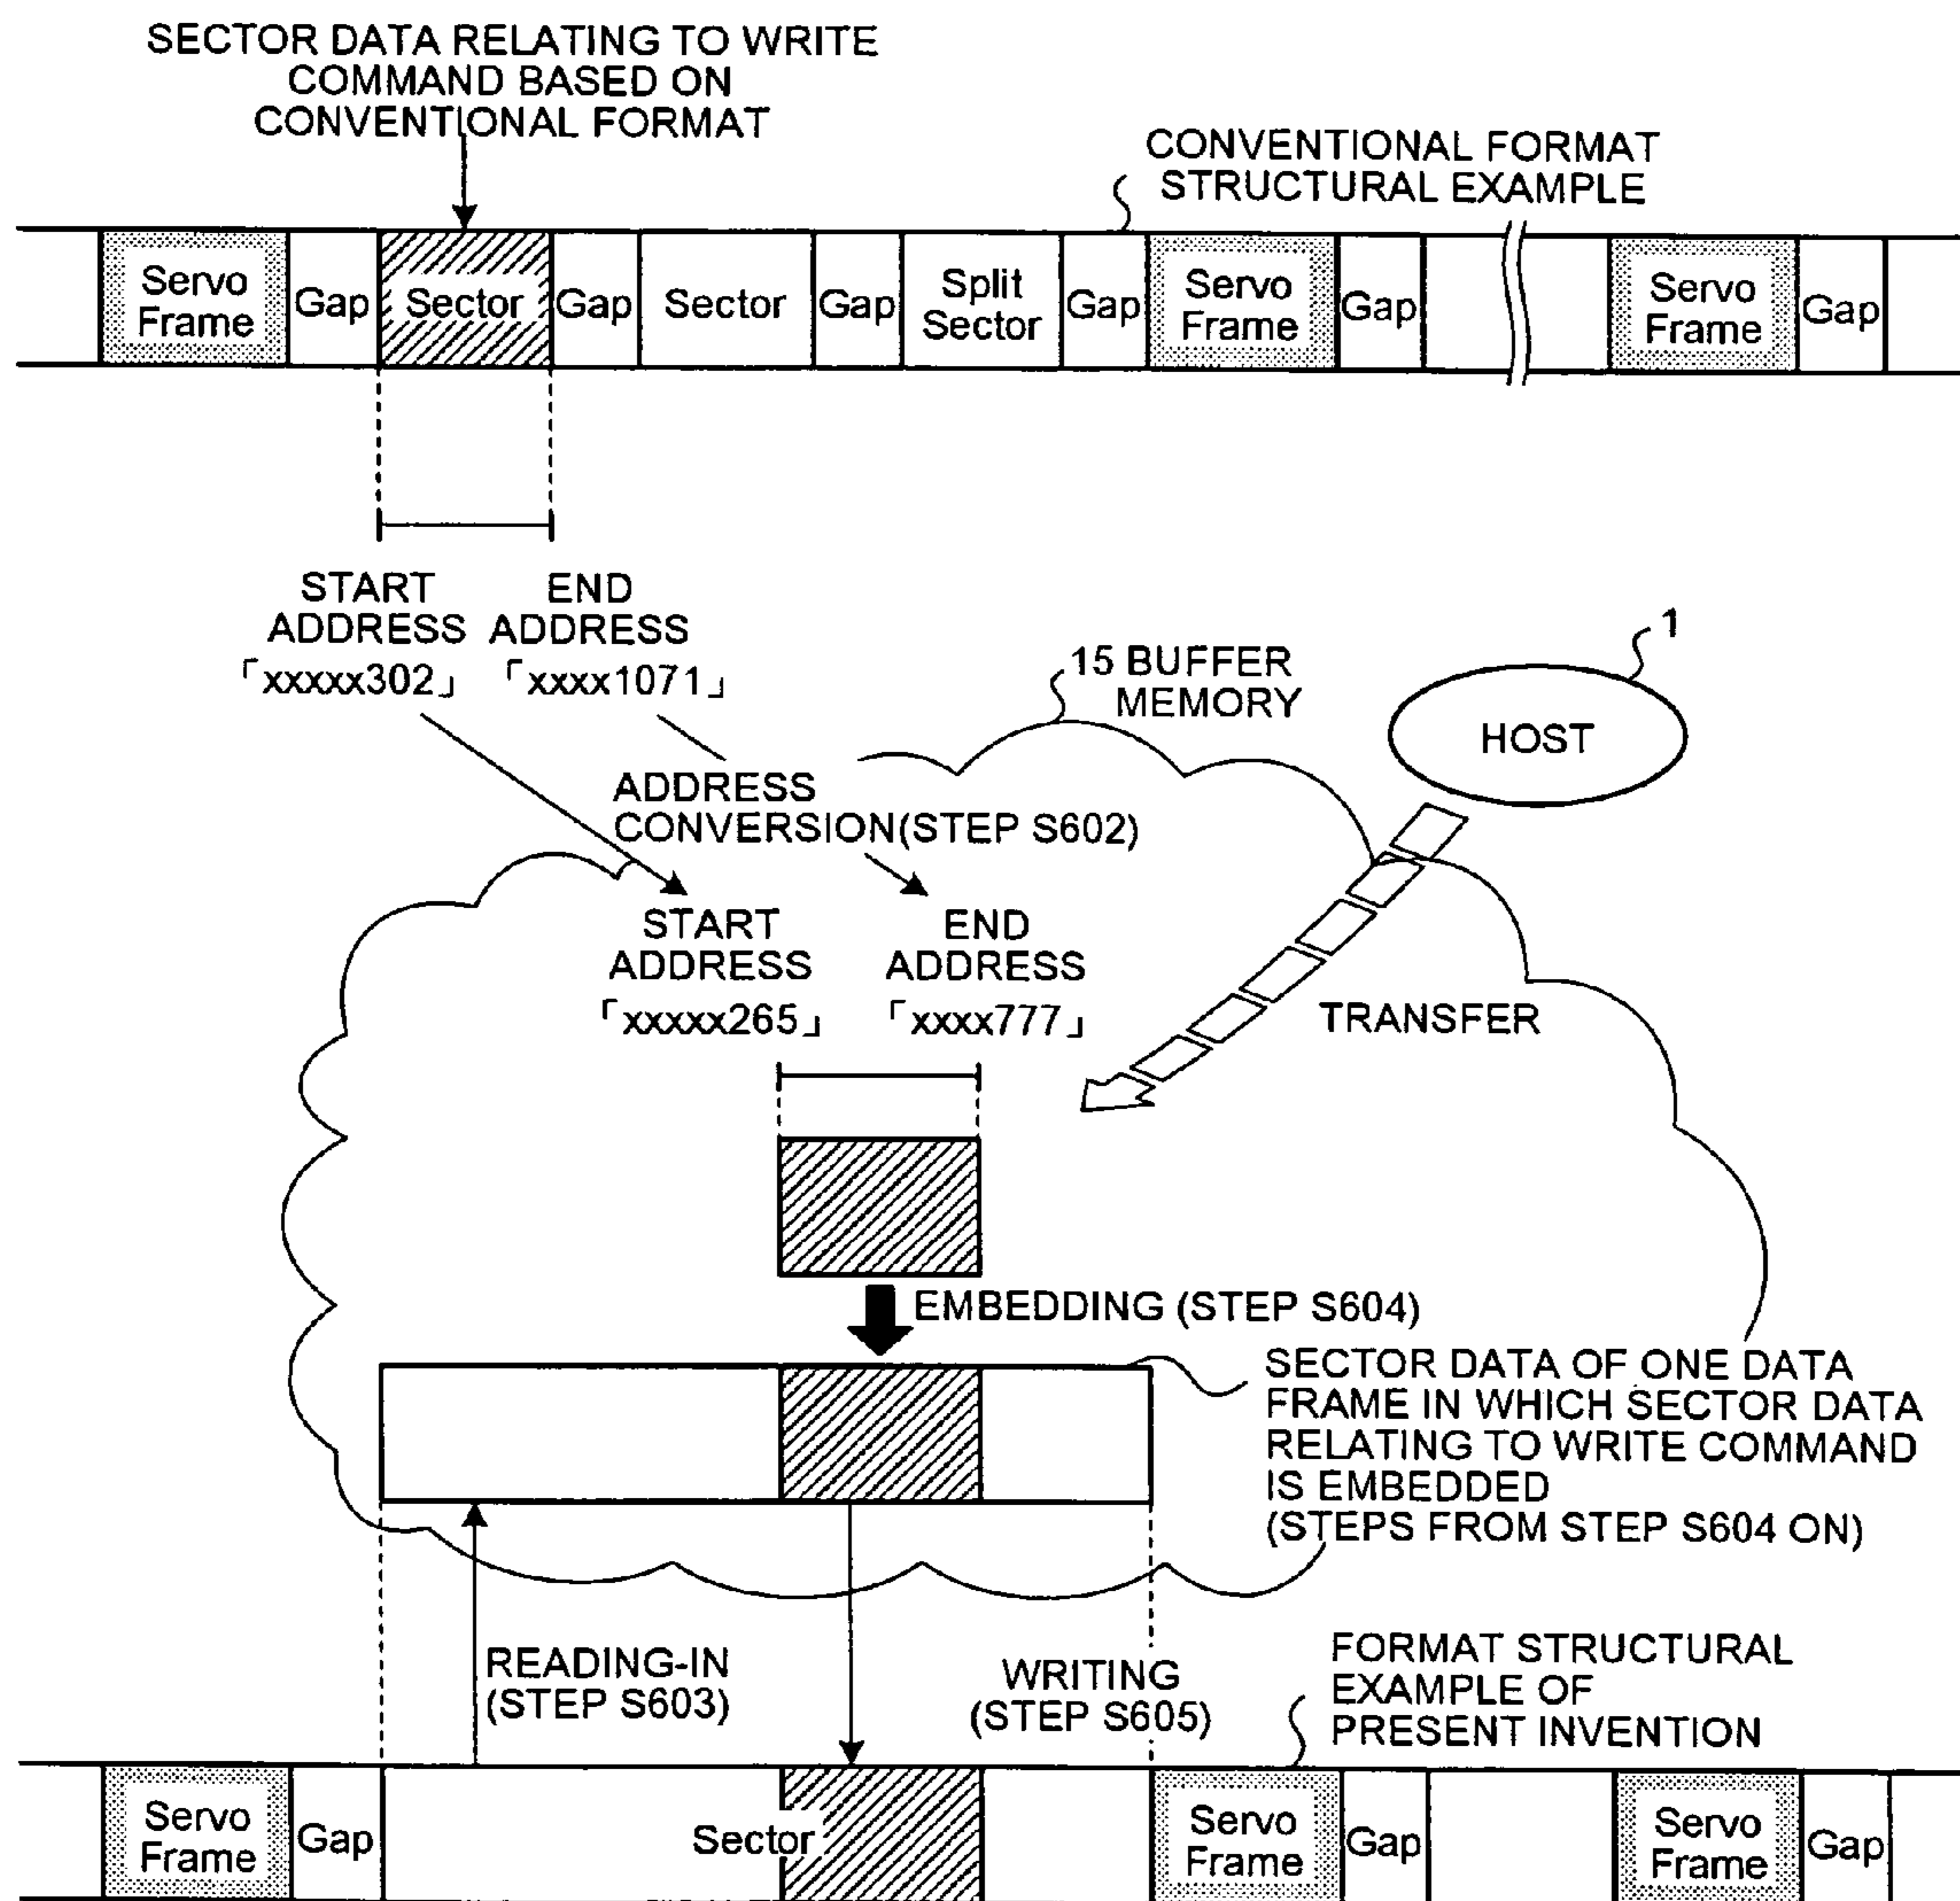 SECTOR DATA RELATING TO WRITE
COMMAND BASED ON
CONVENTIONAL FORMAT
CONVENTIONAL FORMAT
STRUCTURAL EXAMPLE
Servo
Frame
Gap
Sector
Gap
Sector
Gap
Split
Sector
Gap
Servo
Frame
Gap
Servo
Frame
Gap
START
ADDRESS
「xxxxx302」
END
ADDRESS
「xxxx1071」
15 BUFFER
MEMORY
1
HOST
ADDRESS
CONVERSION(STEP S602)
START
ADDRESS
「xxxxx265」
END
ADDRESS
「xxxx777」
TRANSFER
EMBEDDING (STEP S604)
SECTOR DATA OF ONE DATA
FRAME IN WHICH SECTOR DATA
RELATING TO WRITE COMMAND
IS EMBEDDED
(STEPS FROM STEP S604 ON)
READING-IN
(STEP S603)
WRITING
(STEP S605)
FORMAT STRUCTURAL
EXAMPLE OF
PRESENT INVENTION
Servo
Frame
Gap
Sector
Servo
Frame
Gap
Servo
Frame
Gap